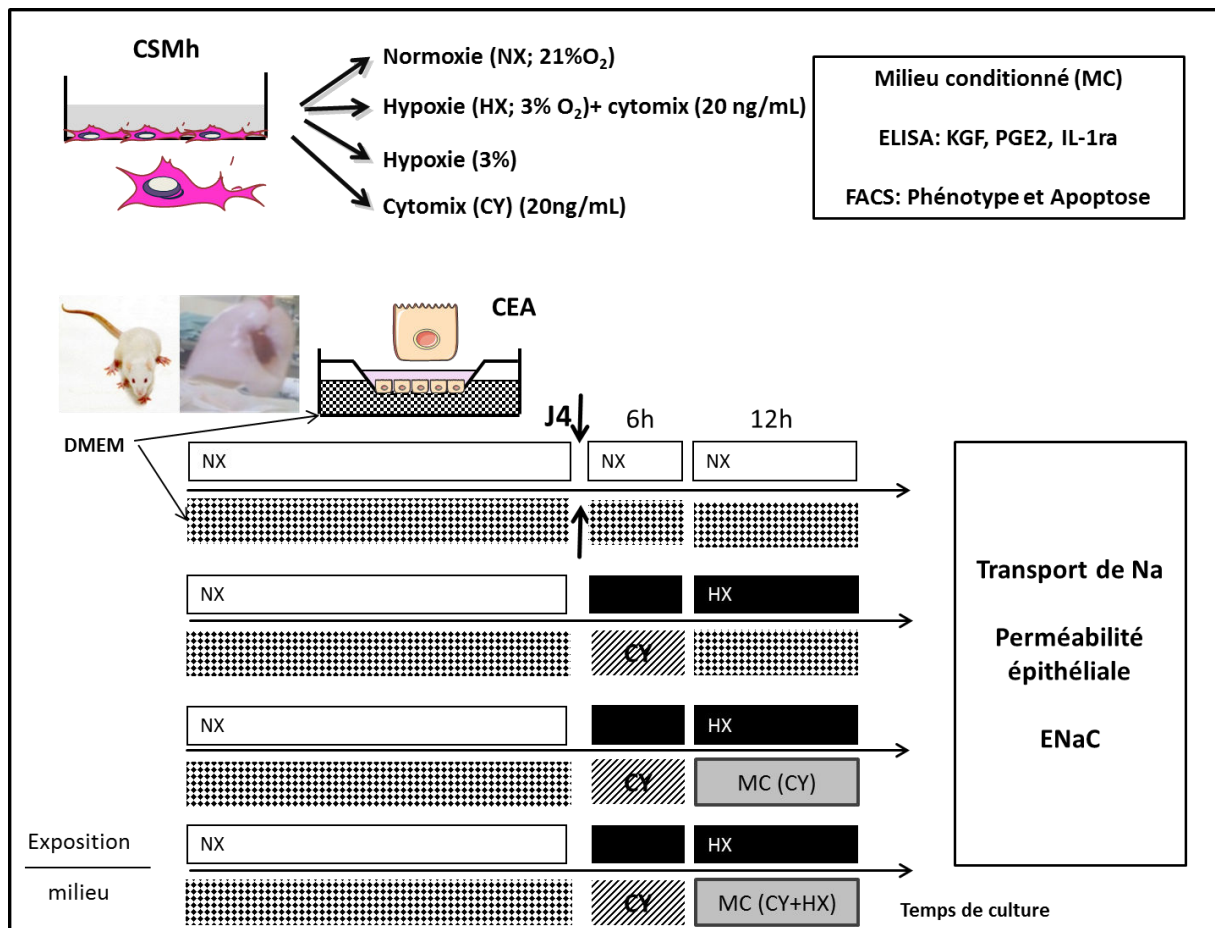 CSMh
Normoxie (NX; 21%O₂)
Hypoxie (HX; 3% O₂)+ cytomix (20 ng/mL)
Hypoxie (3%)
Cytomix (CY) (20ng/mL)
Milieu conditionné (MC)
ELISA: KGF, PGE2, IL-1ra
FACS: Phénotype et Apoptose
CEA
DMEM
J4
6h
12h
NX
NX
NX
NX
HX
CY
NX
HX
CY
MC (CY)
Exposition
milieu
NX
HX
CY
MC (CY+HX)
Transport de Na
Perméabilité
épithéliale
ENaC
Temps de culture